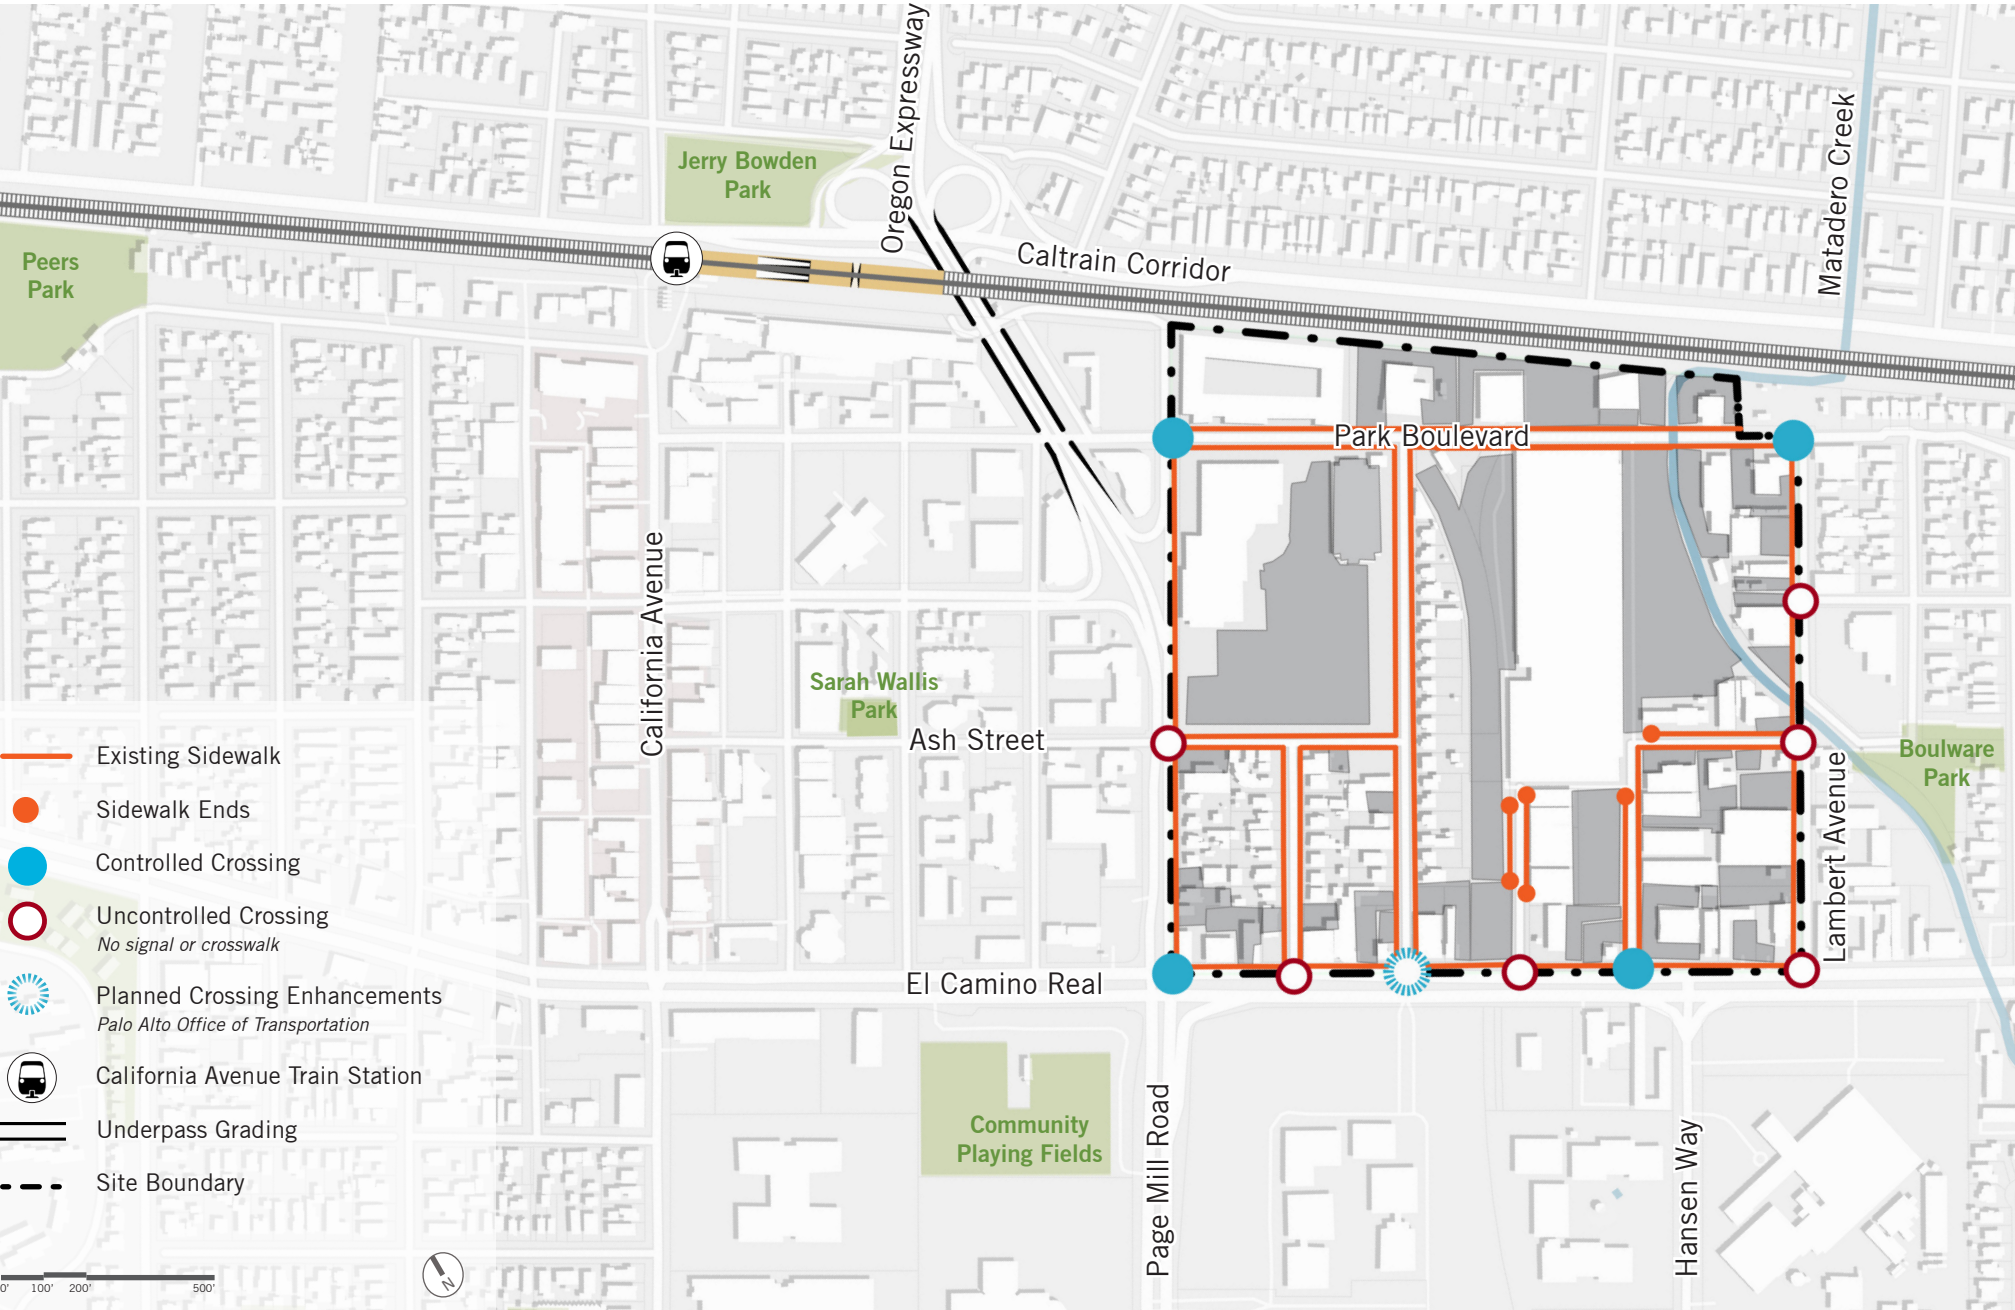 Oregon Expressway
Matadero Creek
Jerry Bowden
Park
Caltrain Corridor
Peers
Park
Park Boulevard
California Avenue
Sarah Wallis
Park
Ash Street
Boulware
Park
Lambert Avenue
El Camino Real
Community
Playing Fields
Page Mill Road
Hansen Way
Existing Sidewalk
Sidewalk Ends
Controlled Crossing
Uncontrolled Crossing
No signal or crosswalk
Planned Crossing Enhancements
Palo Alto Office of Transportation
California Avenue Train Station
Underpass Grading
Site Boundary
0' 100' 200' 500'
N